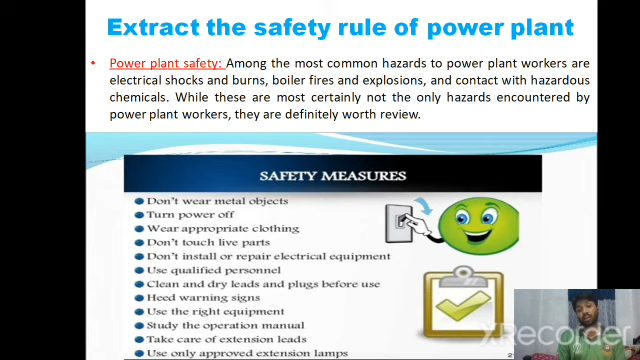 Extract the safety rule of power plant
• Power plant safety: Among the most common hazards to power plant workers are
electrical shocks and burns, boiler fires and explosions, and contact with hazardous
chemicals. While these are most certainly not the only hazards encountered by
power plant workers, they are definitely worth review.
SAFETY MEASURES
Don't wear metal objects
Turn power off
Wear appropriate clothing
Don't touch live parts
Don't install or repair electrical equipment
Use qualified personnel
Clean and dry leads and plugs before use
Heed warning signs
Use the right equipment
Study the operation manual
Take care of extension leads
Use only approved extension lamps
2
XRecorder